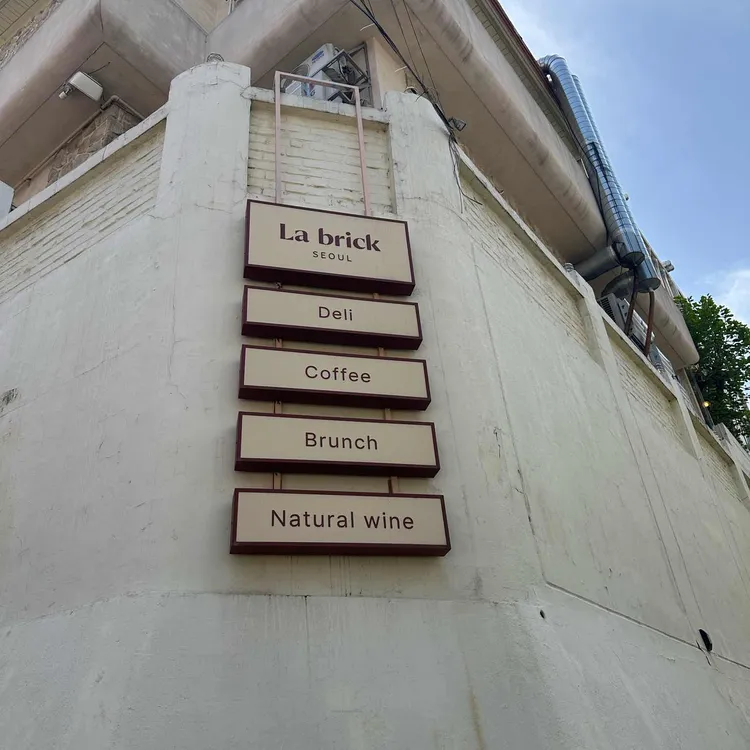 La brick
SEOUL
Deli
Coffee
Brunch
Natural wine